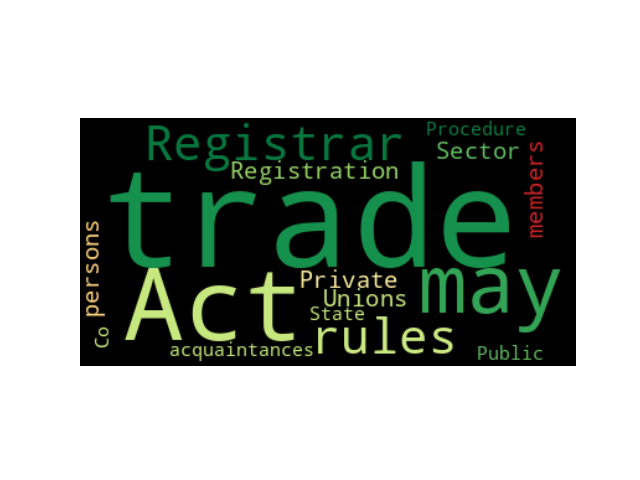 Procedure
Registrar
Sector
Registration
members
trade
persons
Act
Private
may
Unions
State
rules
Co
acquaintances
Public